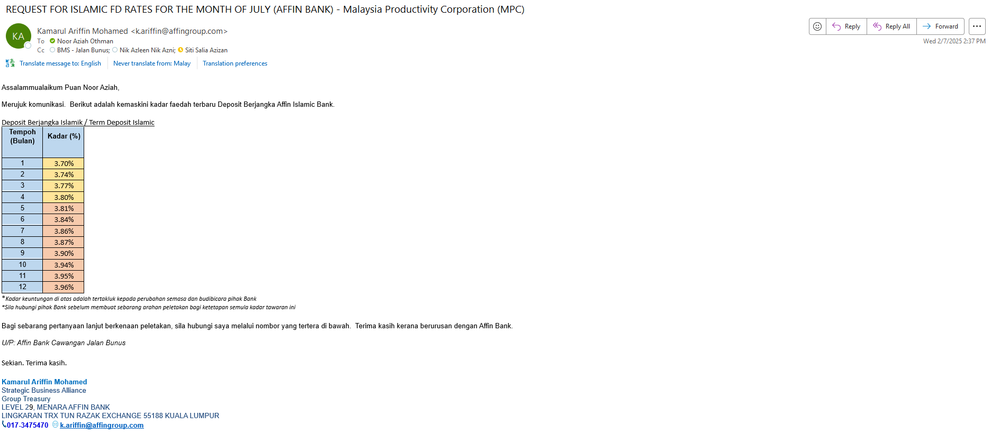 REQUEST FOR ISLAMIC FD RATES FOR THE MONTH OF JULY (AFFIN BANK) - Malaysia Productivity Corporation (MPC)
KA
Kamarul Ariffin Mohamed <k.ariffin@affingroup.com>
To Noor Aziah Othman
Cc BMS - Jalan Bunus; Nik Azleen Nik Azni; Siti Salia Azizan
Reply Reply All Forward ...
Wed 2/7/2025 2:37 PM
Translate message to: English Never translate from: Malay Translation preferences
Assalammualaikum Puan Noor Aziah,
Merujuk komunikasi. Berikut adalah kemaskini kadar faedah terbaru Deposit Berjangka Affin Islamic Bank.
Deposit Berjangka Islamik / Term Deposit Islamic
Tempoh (Bulan) Kadar (%)
1 3.70%
2 3.74%
3 3.77%
4 3.80%
5 3.81%
6 3.84%
7 3.86%
8 3.87%
9 3.90%
10 3.94%
11 3.95%
12 3.96%
*Kadar keuntungan di atas adalah tertakluk kepada perubahan semasa dan budibicara pihak Bank
*Sila hubungi pihak Bank sebelum membuat sebarang arahan peletakan bagi ketetapan semula kadar tawaran ini
Bagi sebarang pertanyaan lanjut berkenaan peletakan, sila hubungi saya melalui nombor yang tertera di bawah. Terima kasih kerana berurusan dengan Affin Bank.
U/P: Affin Bank Cawangan Jalan Bunus
Sekian. Terima kasih.
Kamarul Ariffin Mohamed
Strategic Business Alliance
Group Treasury
LEVEL 29, MENARA AFFIN BANK
LINGKARAN TRX TUN RAZAK EXCHANGE 55188 KUALA LUMPUR
017-3475470 k.ariffin@affingroup.com